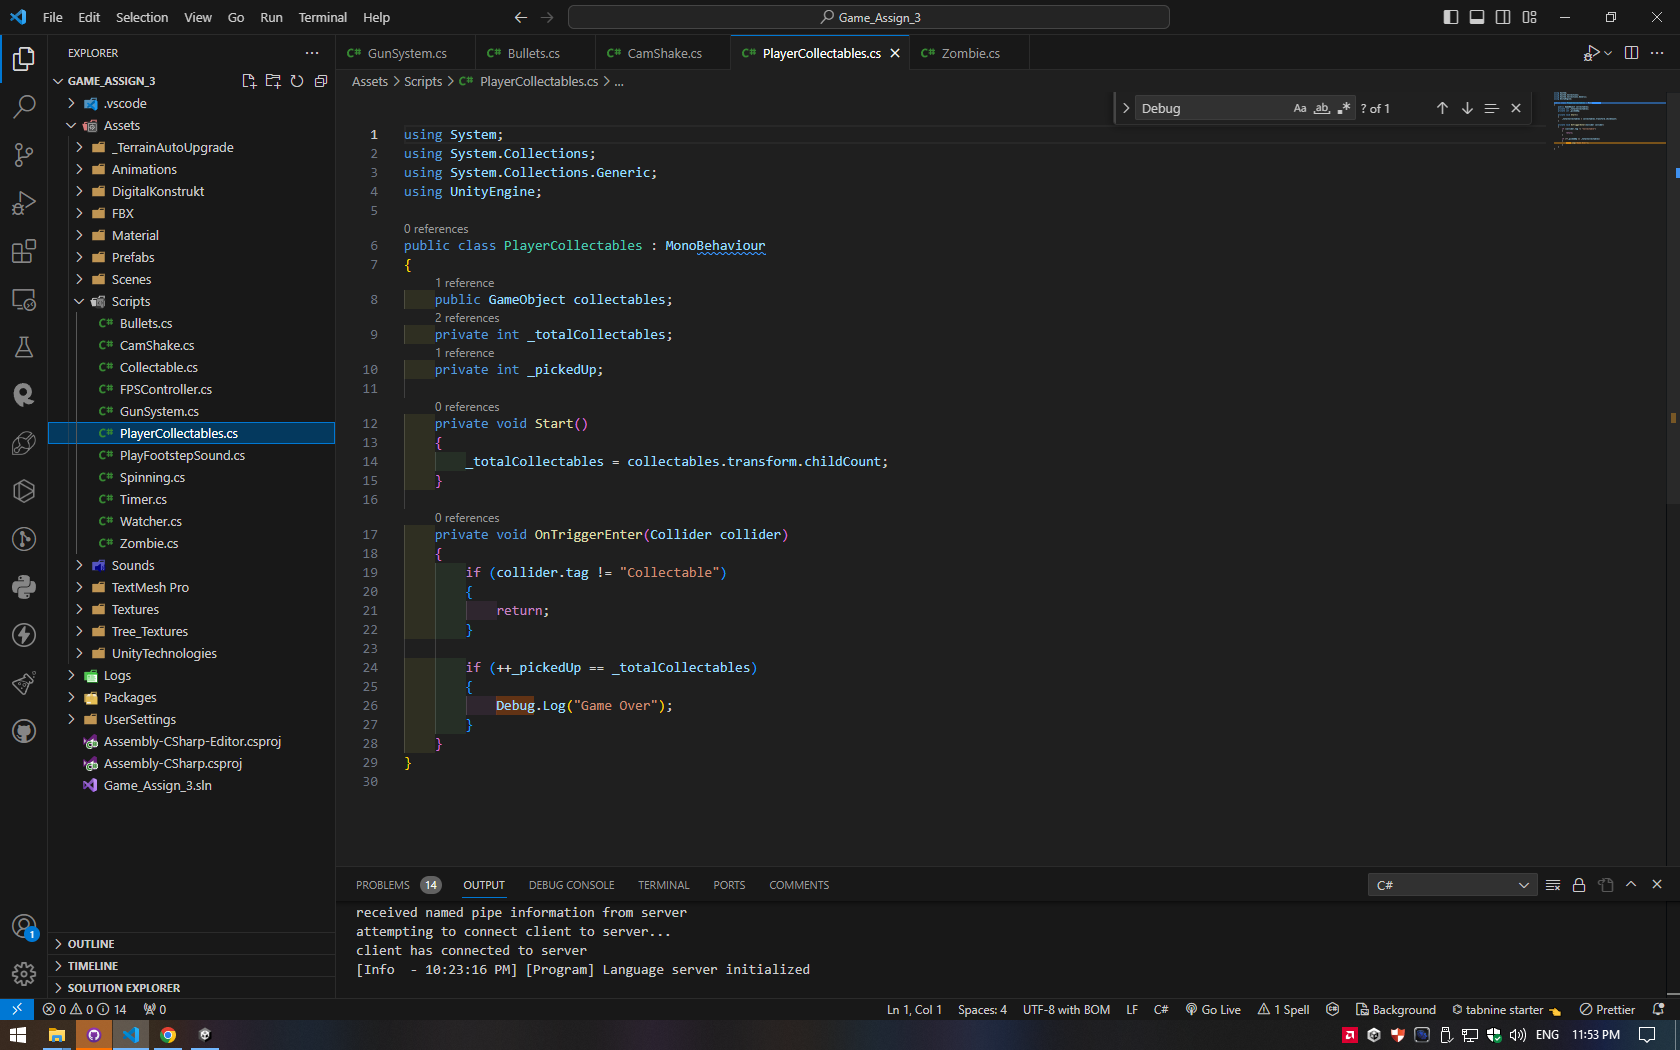 File Edit Selection View Go Run Terminal Help
Game_Assign_3
EXPLORER
GunSystem.cs
Bullets.cs
CamShake.cs
PlayerCollectables.cs
Zombie.cs
Assets > Scripts > PlayerCollectables.cs > ...
GAME_ASSIGN_3
.vscode
Assets
_TerrainAutoUpgrade
Animations
DigitalKonstrukt
FBX
Material
Prefabs
Scenes
Scripts
Bullets.cs
CamShake.cs
Collectable.cs
FPSController.cs
GunSystem.cs
PlayerCollectables.cs
PlayFootstepSound.cs
Spinning.cs
Timer.cs
Watcher.cs
Zombie.cs
Sounds
TextMesh Pro
Textures
Tree_Textures
UnityTechnologies
Logs
Packages
UserSettings
Assembly-CSharp-Editor.csproj
Assembly-CSharp.csproj
Game_Assign_3.sln
OUTLINE
TIMELINE
SOLUTION EXPLORER
Debug Aa ab .* ? of 1
1 using System;
2 using System.Collections;
3 using System.Collections.Generic;
4 using UnityEngine;
5
0 references
6 public class PlayerCollectables : MonoBehaviour
7 {
1 reference
8 public GameObject collectables;
2 references
9 private int _totalCollectables;
1 reference
10 private int _pickedUp;
11
0 references
12 private void Start()
13 {
14 _totalCollectables = collectables.transform.childCount;
15 }
16
0 references
17 private void OnTriggerEnter(Collider collider)
18 {
19 if (collider.tag != "Collectable")
20 {
21 return;
22 }
23
24 if (++_pickedUp == _totalCollectables)
25 {
26 Debug.Log("Game Over");
27 }
28 }
29 }
30
PROBLEMS 14 OUTPUT DEBUG CONSOLE TERMINAL PORTS COMMENTS
C#
received named pipe information from server
attempting to connect client to server...
client has connected to server
[Info  - 10:23:16 PM] [Program] Language server initialized
1
0 0 14 0
Ln 1, Col 1 Spaces: 4 UTF-8 with BOM LF C# Go Live 1 Spell Background tabnine starter Prettier
ENG 11:53 PM